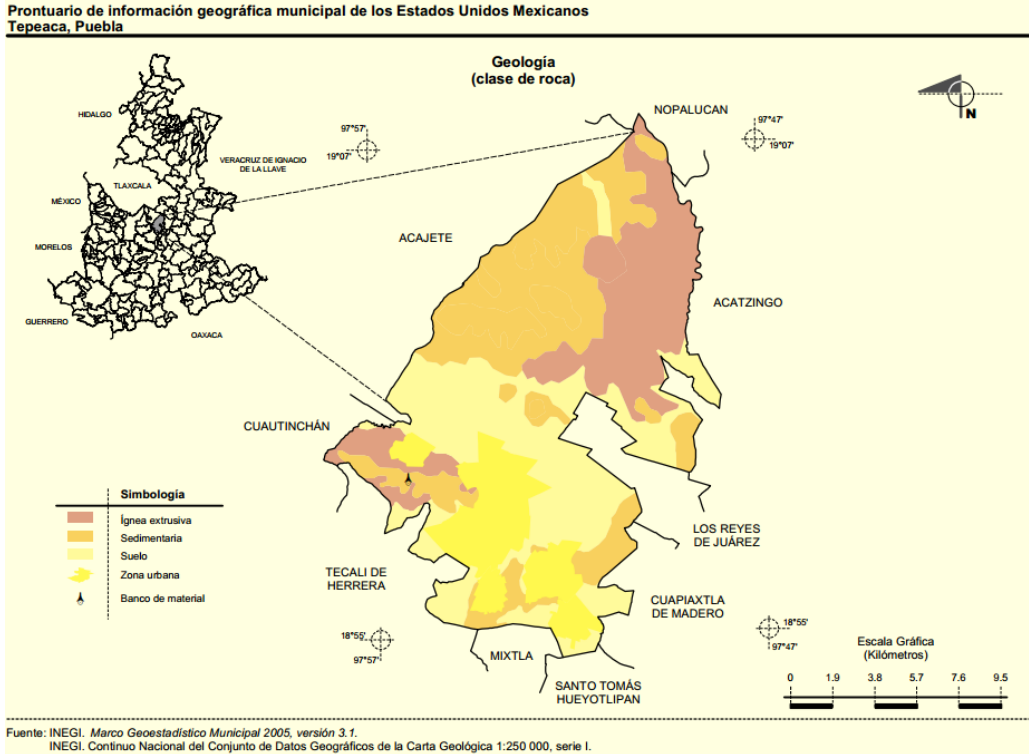 Prontuario de información geográfica municipal de los Estados Unidos Mexicanos
Tepeaca, Puebla
Geología
(clase de roca)
N
HIDALGO
VERACRUZ DE IGNACIO
DE LA LLAVE
TLAXCALA
MÉXICO
MORELOS
GUERRERO
OAXACA
97°57'
19°07'
NOPALUCAN
97°47'
19°07'
ACAJETE
ACATZINGO
CUAUTINCHÁN
LOS REYES
DE JUÁREZ
TECALI DE
HERRERA
CUAPIAXTLA
DE MADERO
MIXTLA
SANTO TOMÁS
HUEYOTLIPAN
18°55'
97°57'
18°55'
97°47'
Simbología
Ígnea extrusiva
Sedimentaria
Suelo
Zona urbana
Banco de material
Escala Gráfica
(Kilómetros)
0 1.9 3.8 5.7 7.6 9.5
Fuente: INEGI. Marco Geoestadístico Municipal 2005, versión 3.1.
INEGI. Continuo Nacional del Conjunto de Datos Geográficos de la Carta Geológica 1:250 000, serie I.